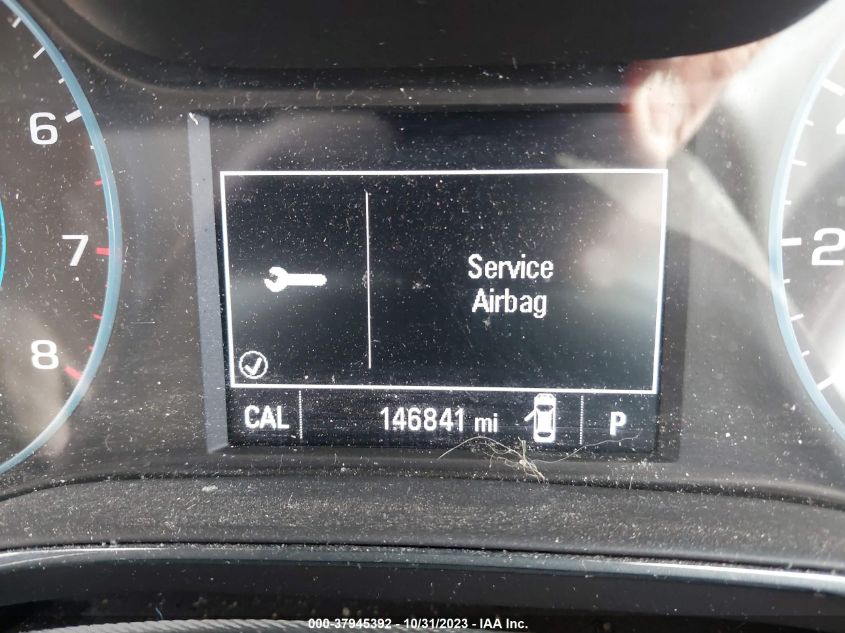 6
7
8
Service
Airbag
CAL 146841 mi P
2
000-37945392 - 10/31/2023 - IAA Inc.